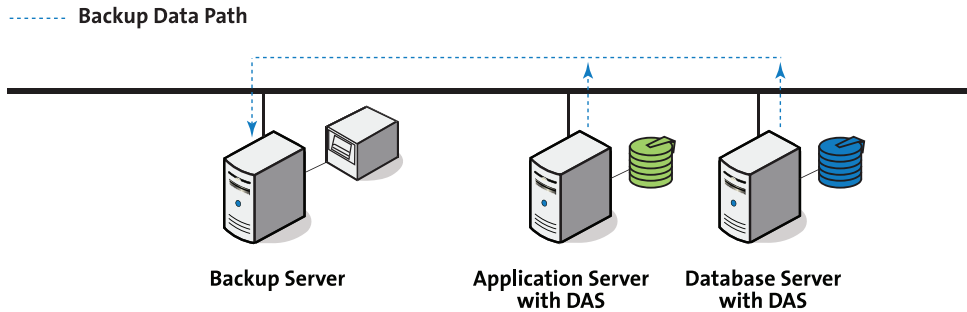 Backup Data Path
Backup Server
Application Server
with DAS
Database Server
with DAS